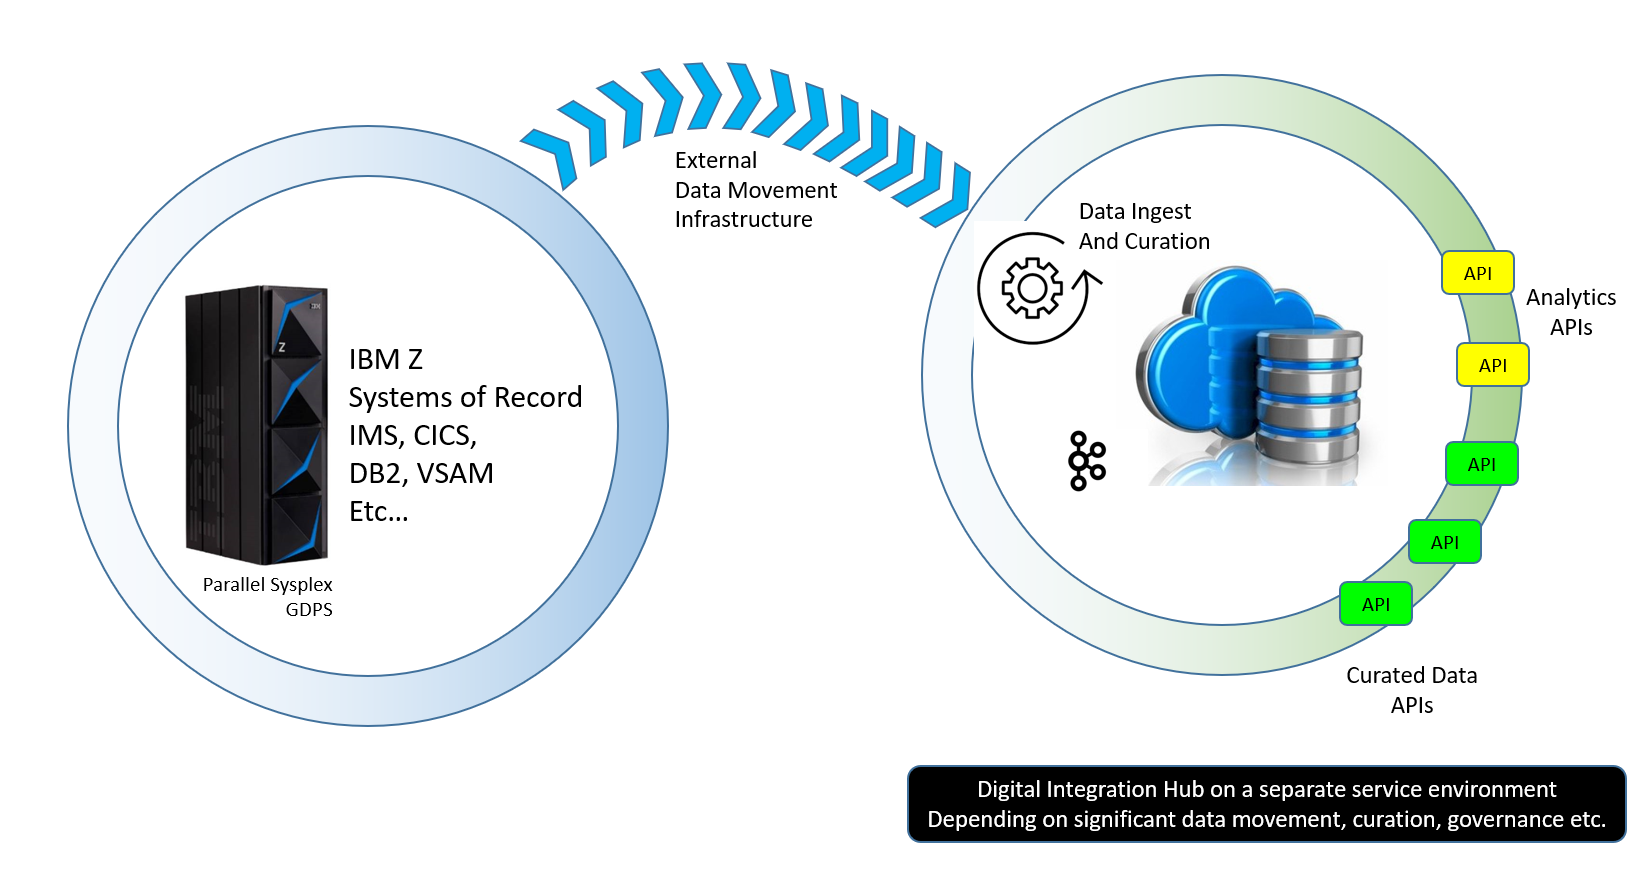 External
Data Movement
Infrastructure
IBM Z
Systems of Record
IMS, CICS,
DB2, VSAM
Etc...
Z
IBM
Parallel Sysplex
GDPS
Data Ingest
And Curation
API
API
Analytics
APIs
API
API
API
Curated Data
APIs
Digital Integration Hub on a separate service environment
Depending on significant data movement, curation, governance etc.